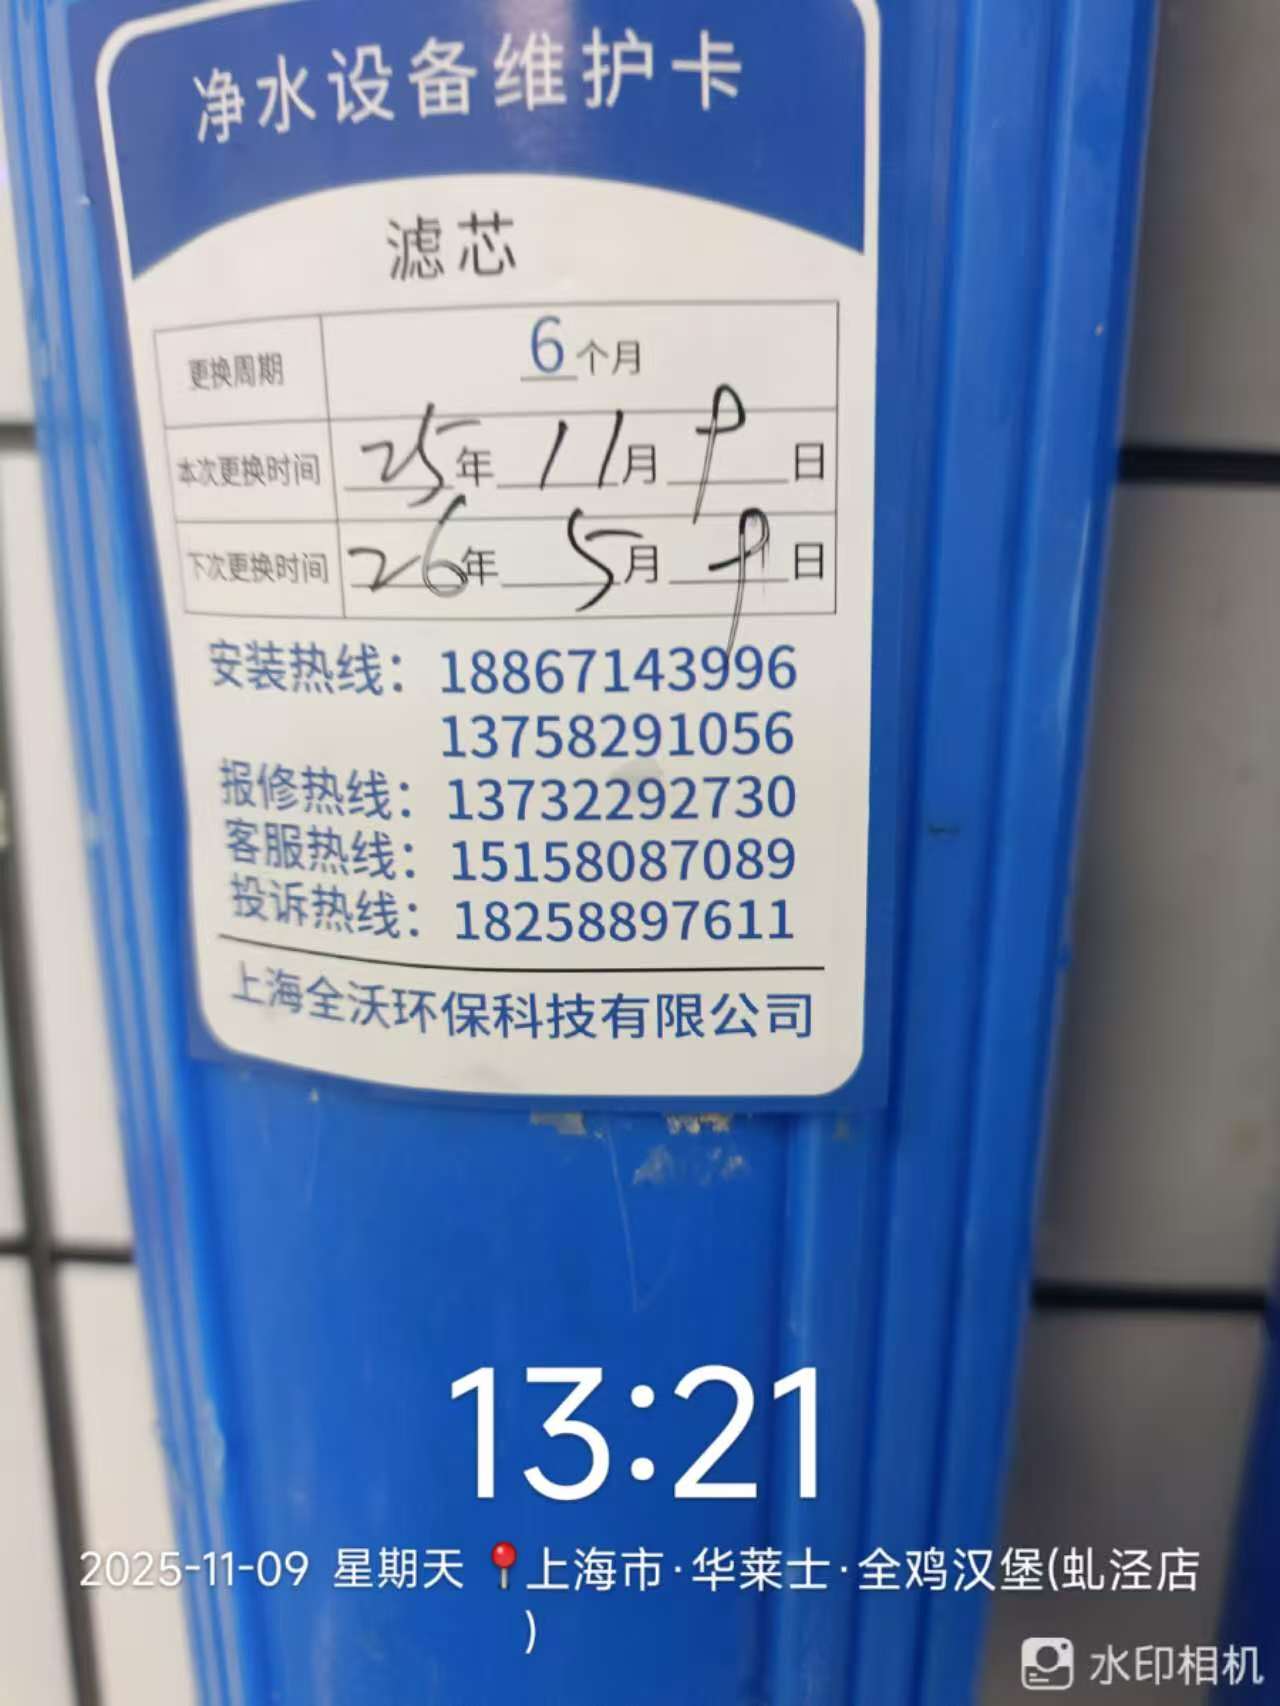 净水设备维护卡
滤芯
更换周期 6个月
本次更换时间 25年 11月 9日
下次更换时间 26年 5月 9日
安装热线：18867143996
13758291056
报修热线：13732292730
客服热线：15158087089
投诉热线：18258897611
上海全沃环保科技有限公司
13:21
2025-11-09 星期天 上海市·华莱士·全鸡汉堡(虬泾店
)
水印相机